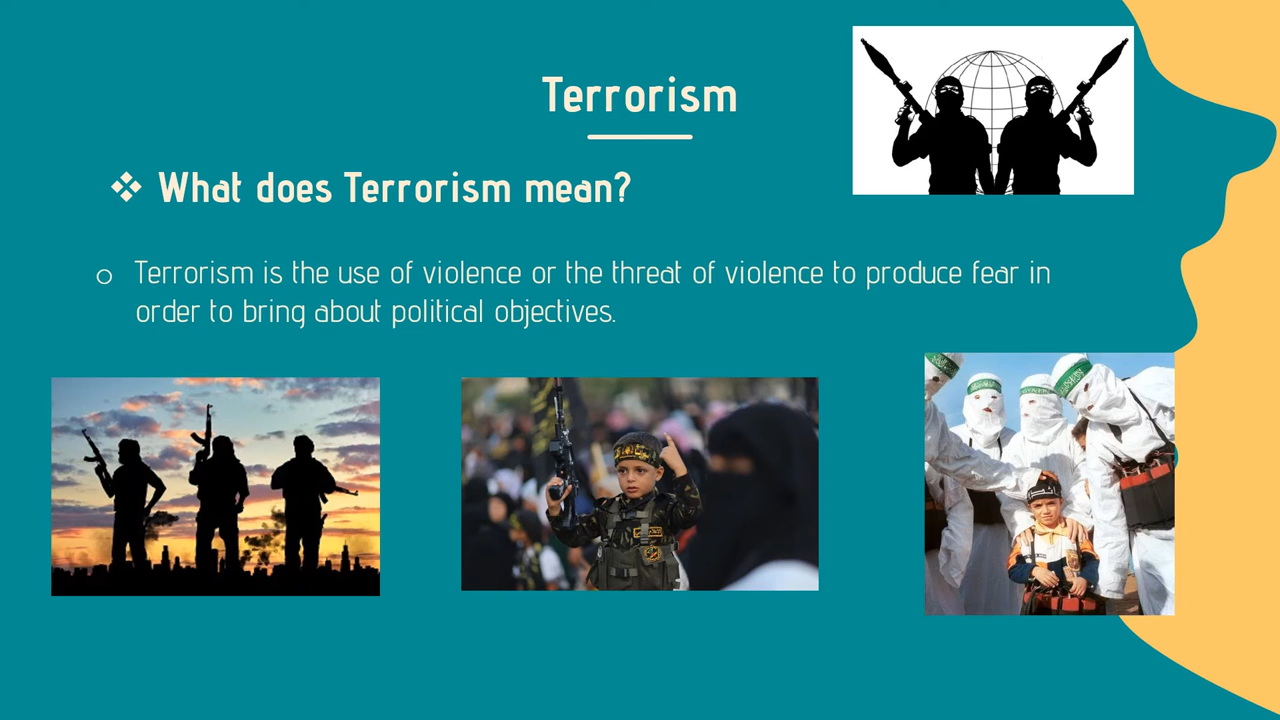 Terrorism
❖ What does Terrorism mean?
o Terrorism is the use of violence or the threat of violence to produce fear in
order to bring about political objectives.